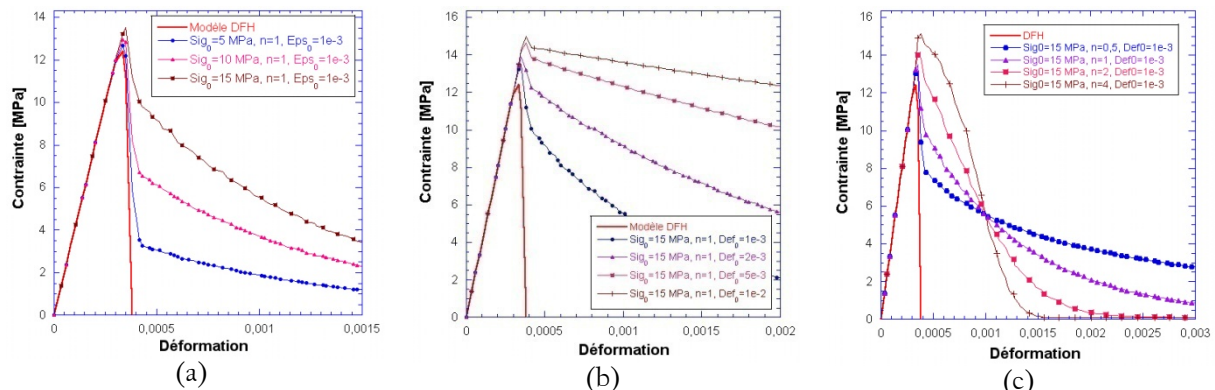 14
12
10
8
6
4
2
0
Contrainte [MPa]
Modèle DFH
Sig0=5 MPa, n=1, Eps0=1e-3
Sig0=10 MPa, n=1, Eps0=1e-3
Sig0=15 MPa, n=1, Eps0=1e-3
0
0,0005
0,001
0,0015
Déformation
(a)
16
14
12
10
8
6
4
2
0
Contrainte [MPa]
Modèle DFH
Sig0=15 MPa, n=1, Def0=1e-3
Sig0=15 MPa, n=1, Def0=2e-3
Sig0=15 MPa, n=1, Def0=5e-3
Sig0=15 MPa, n=1, Def0=1e-2
0
0,0005
0,001
0,0015
0,002
Déformation
(b)
16
14
12
10
8
6
4
2
0
Contrainte [MPa]
DFH
Sig0=15 MPa, n=0,5, Def0=1e-3
Sig0=15 MPa, n=1, Def0=1e-3
Sig0=15 MPa, n=2, Def0=1e-3
Sig0=15 MPa, n=4, Def0=1e-3
0
0,0005
0,001
0,0015
0,002
0,0025
0,003
Déformation
(c)